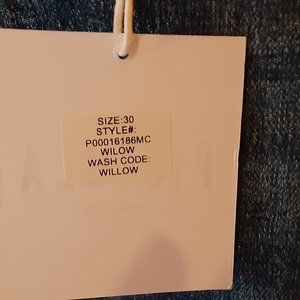 SIZE:30
STYLE#:
P00016186MC
WILOW
WASH CODE:
WILLOW